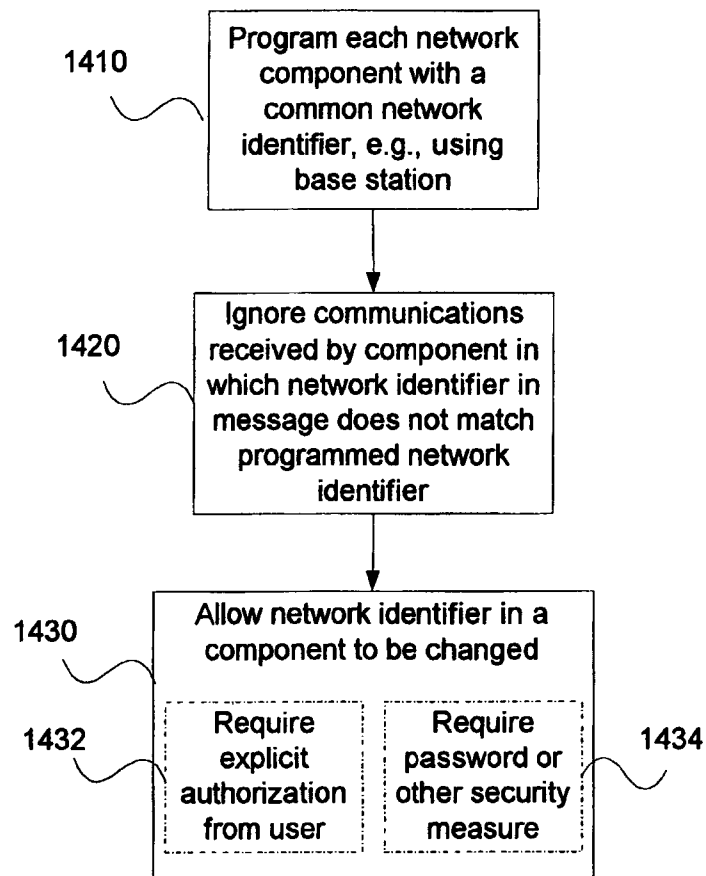 1410
Program each network
component with a
common network
identifier, e.g., using
base station
1420
Ignore communications
received by component in
which network identifier in
message does not match
programmed network
identifier
1430
Allow network identifier in a
component to be changed
1432
Require
explicit
authorization
from user
Require
password or
other security
measure
1434